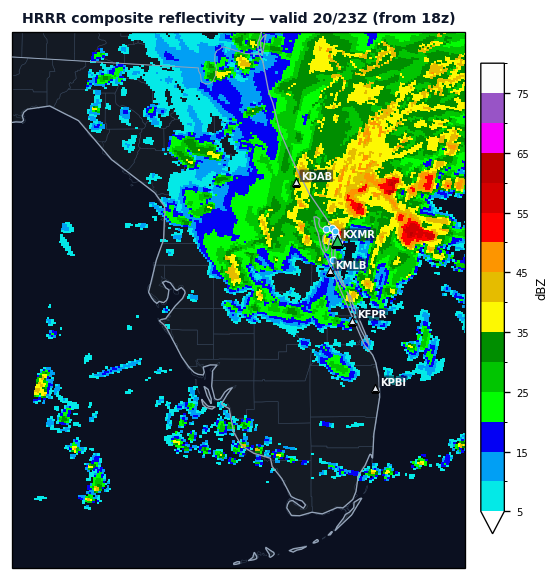 HRRR composite reflectivity — valid 20/23Z (from 18z)
KDAB
KXMR
KMLB
KFPR
KPBI
75
65
55
45
35
25
15
5
dBZ